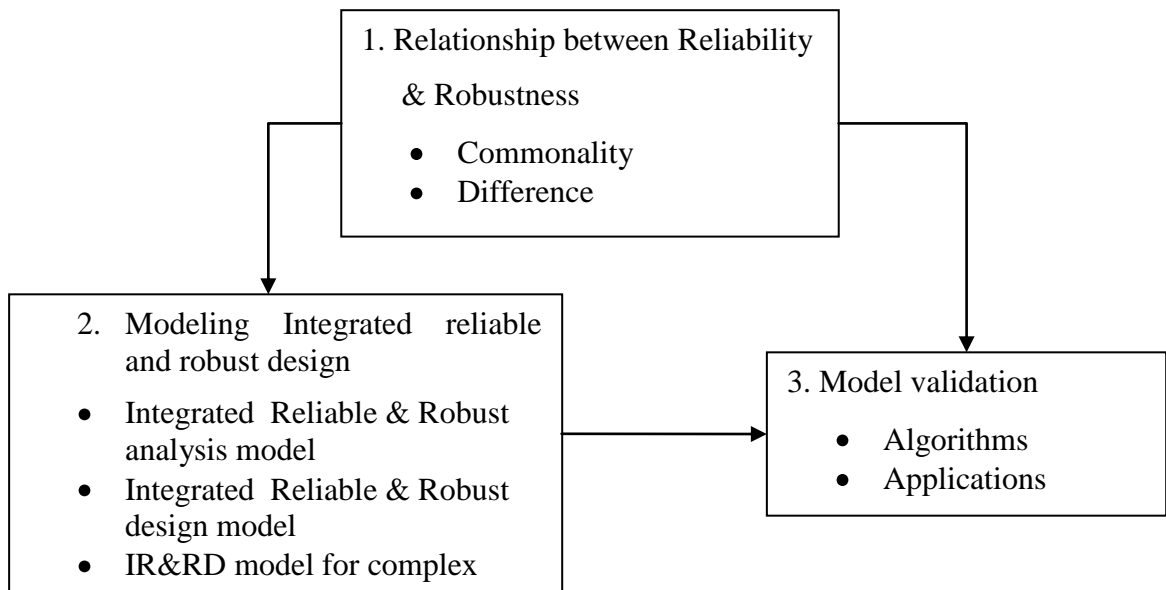 1. Relationship between Reliability
& Robustness
• Commonality
• Difference
2. Modeling Integrated reliable
and robust design
• Integrated Reliable & Robust
analysis model
• Integrated Reliable & Robust
design model
• IR&RD model for complex
3. Model validation
• Algorithms
• Applications